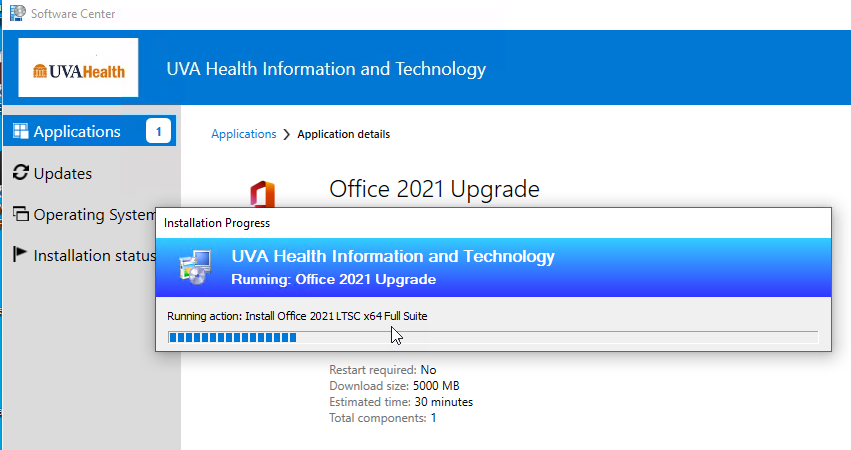 Software Center
UVAHealth
UVA Health Information and Technology
Applications 1
Updates
Operating System
Installation status
Applications ❯ Application details
Office 2021 Upgrade
Installation Progress
UVA Health Information and Technology
Running: Office 2021 Upgrade
Running action: Install Office 2021 LTSC x64 Full Suite
Restart required: No
Download size: 5000 MB
Estimated time: 30 minutes
Total components: 1